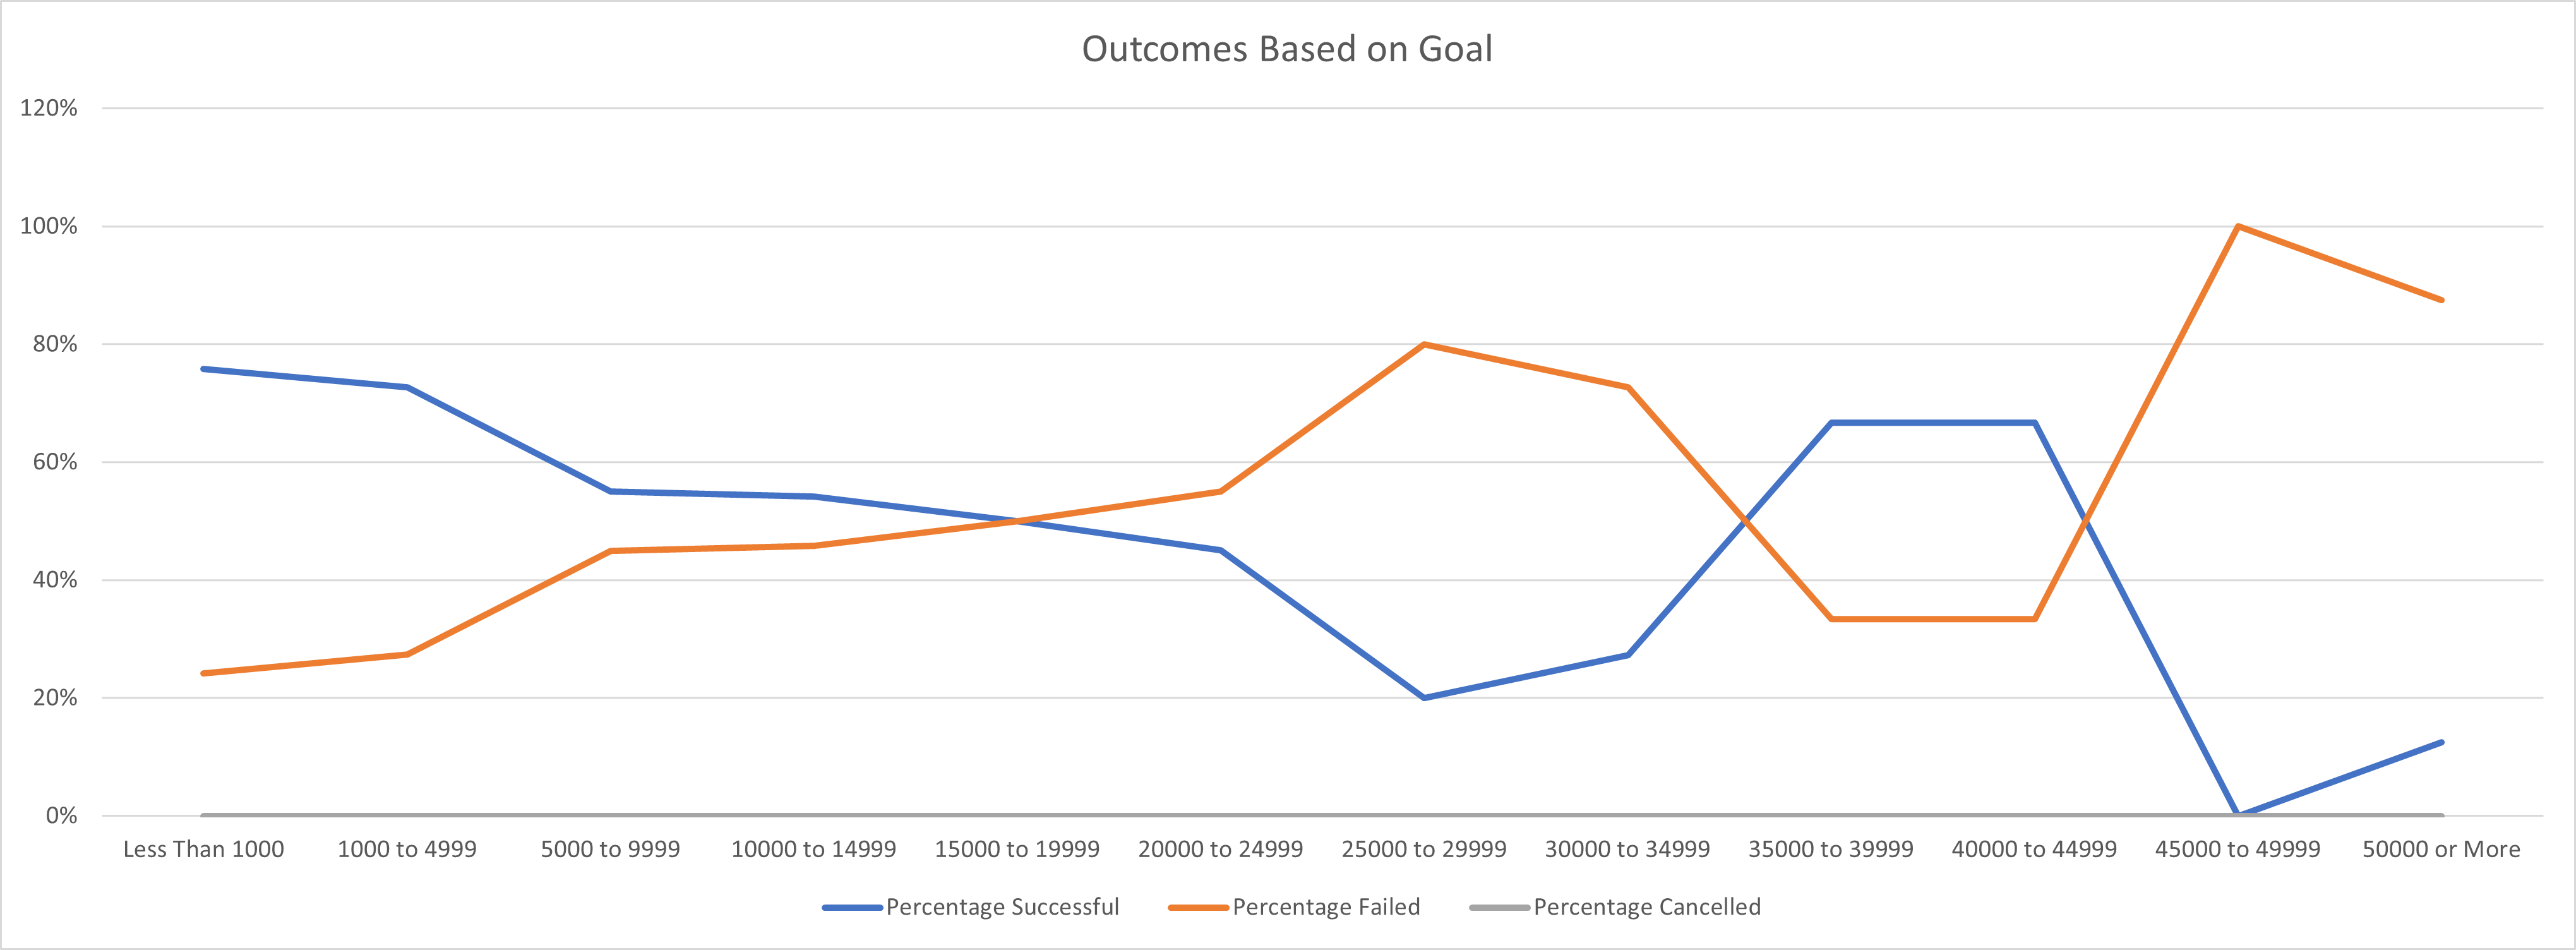 Outcomes Based on Goal
120%
100%
80%
60%
40%
20%
0%
Less Than 1000 1000 to 4999 5000 to 9999 10000 to 14999 15000 to 19999 20000 to 24999 25000 to 29999 30000 to 34999 35000 to 39999 40000 to 44999 45000 to 49999 50000 or More
Percentage Successful Percentage Failed Percentage Cancelled